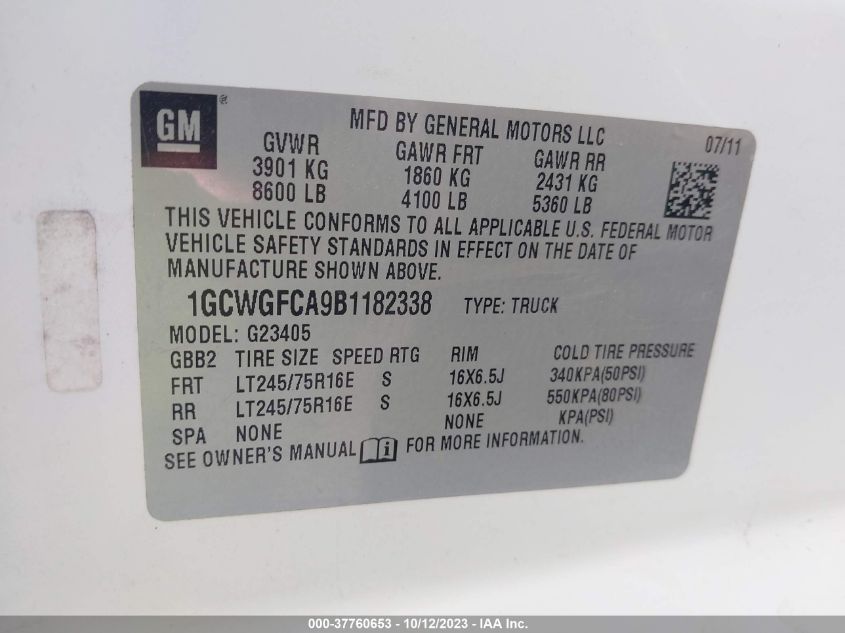 GM®
MFD BY GENERAL MOTORS LLC 07/11
GVWR GAWR FRT GAWR RR
3901 KG 1860 KG 2431 KG
8600 LB 4100 LB 5360 LB
THIS VEHICLE CONFORMS TO ALL APPLICABLE U.S. FEDERAL MOTOR
VEHICLE SAFETY STANDARDS IN EFFECT ON THE DATE OF
MANUFACTURE SHOWN ABOVE.
1GCWGFCA9B1182338 TYPE: TRUCK
MODEL: G23405
GBB2 TIRE SIZE SPEED RTG RIM COLD TIRE PRESSURE
FRT LT245/75R16E S 16X6.5J 340KPA(50PSI)
RR LT245/75R16E S 16X6.5J 550KPA(80PSI)
SPA NONE NONE KPA(PSI)
SEE OWNER'S MANUAL i FOR MORE INFORMATION.
000-37760653 - 10/12/2023 - IAA Inc.